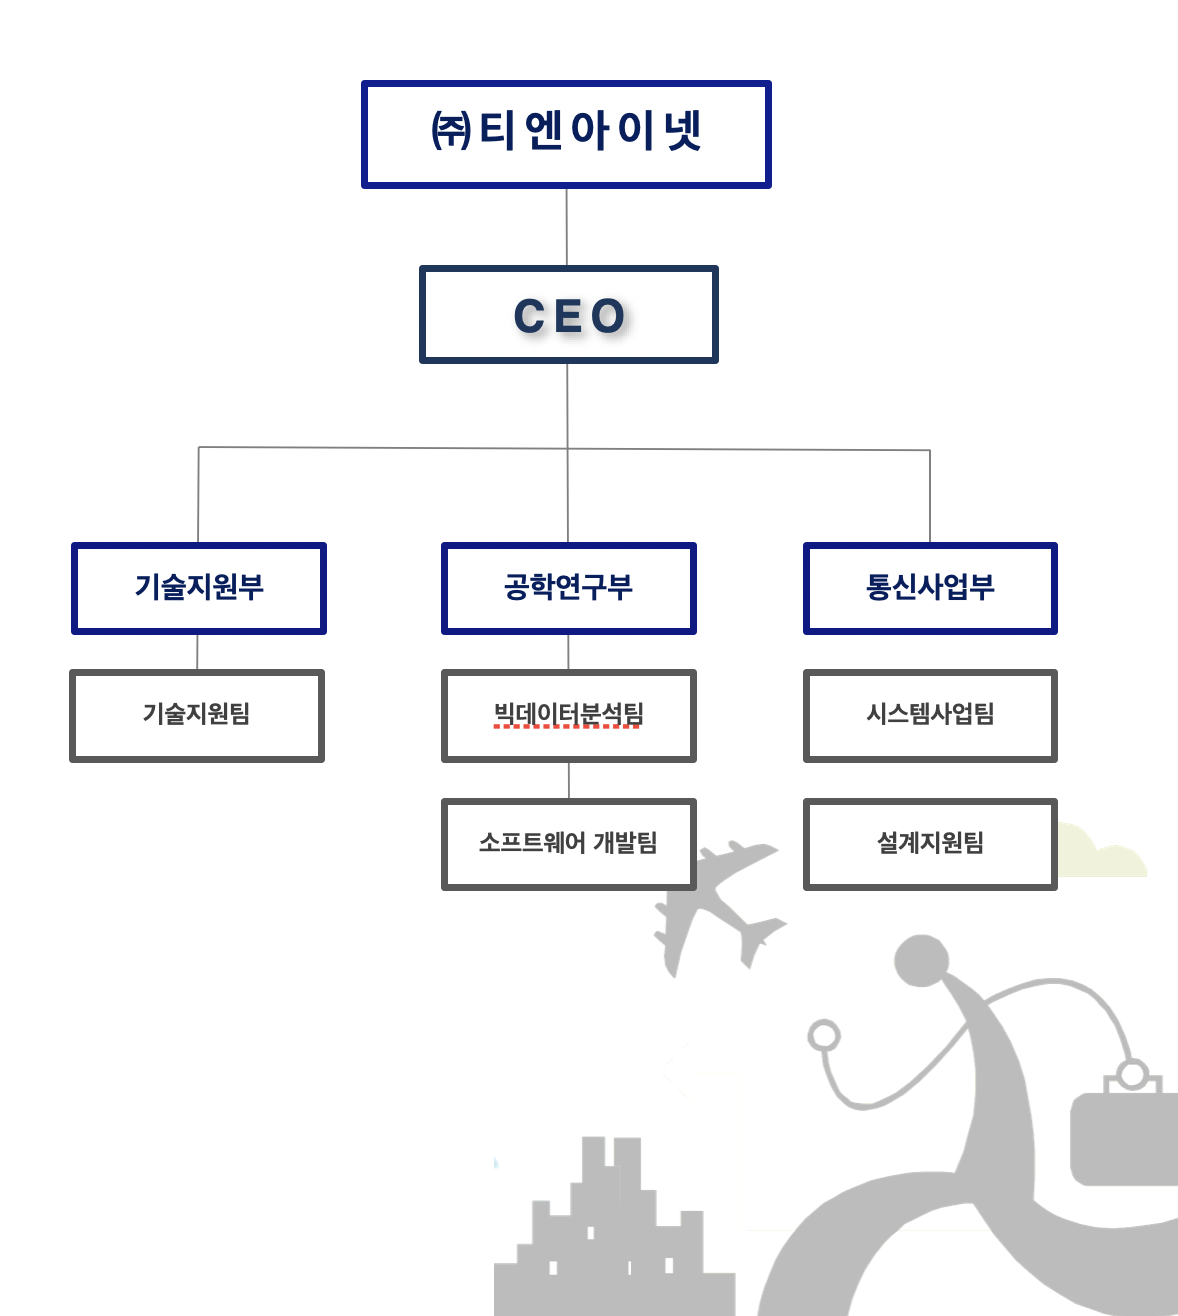 ㈜티엔아이넷
CEO
기술지원부
공학연구부
통신사업부
기술지원팀
빅데이터분석팀
시스템사업팀
소프트웨어 개발팀
설계지원팀